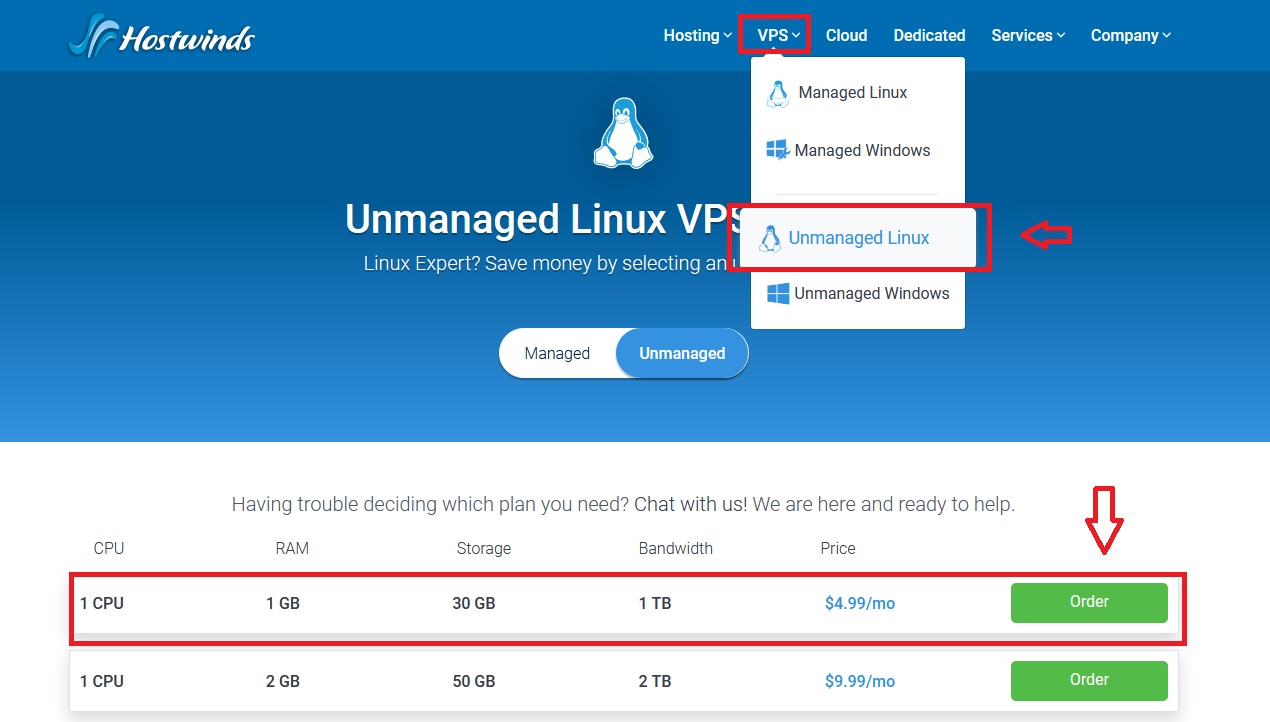 Hostwinds
Hosting VPS Cloud Dedicated Services Company
Managed Linux
Managed Windows
Unmanaged Linux VPS
Unmanaged Linux
Linux Expert? Save money by selecting an
Unmanaged Windows
Managed Unmanaged
Having trouble deciding which plan you need? Chat with us! We are here and ready to help.
CPU RAM Storage Bandwidth Price
1 CPU 1 GB 30 GB 1 TB $4.99/mo Order
1 CPU 2 GB 50 GB 2 TB $9.99/mo Order